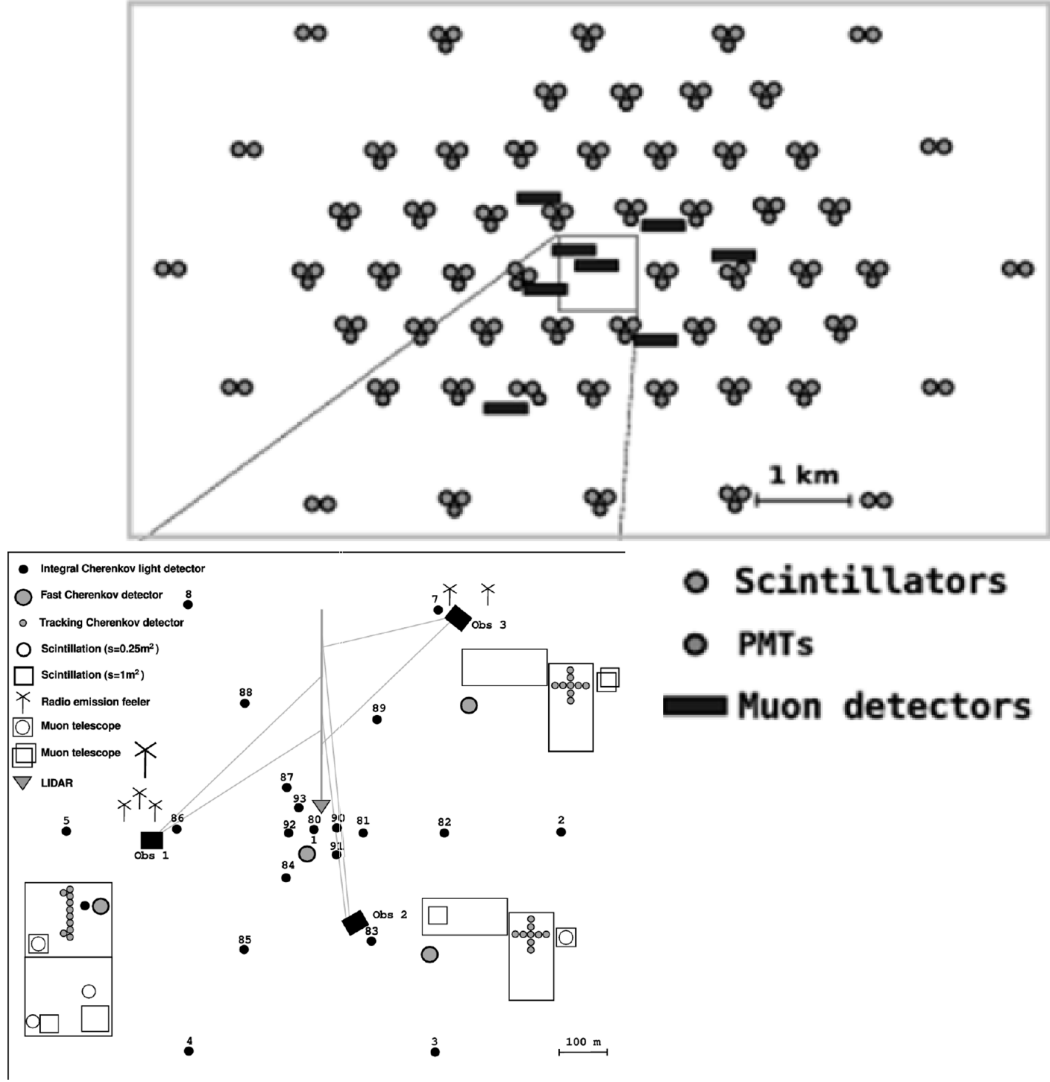 1 km
Scintillators
PMTs
Muon detectors
Integral Cherenkov light detector
Fast Cherenkov detector
Tracking Cherenkov detector
Scintillation (s=0.25m²)
Scintillation (s=1m²)
Radio emission feeler
Muon telescope
Muon telescope
LIDAR
8
7
Obs 3
88
89
87
93
5
86
92
80
90
81
82
2
Obs 1
1
91
84
Obs 2
83
85
4
3
100 m